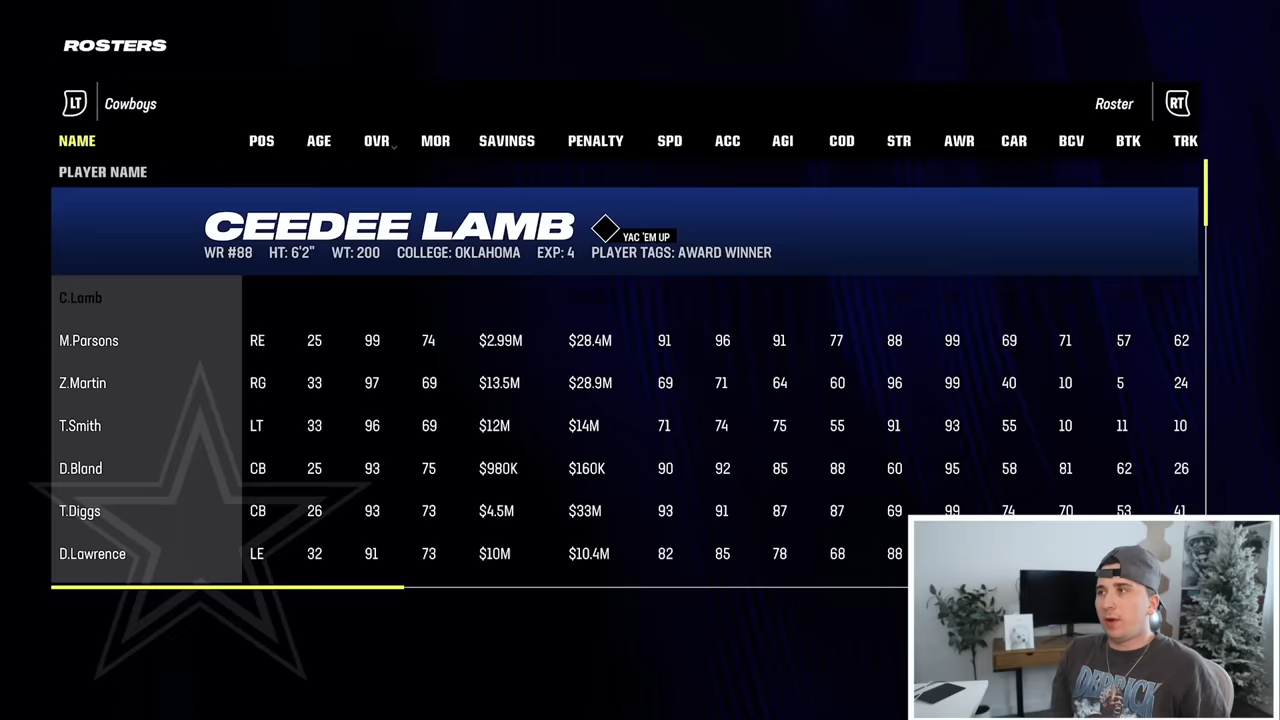 ROSTERS
LT Cowboys Roster RT
NAME POS AGE OVR MOR SAVINGS PENALTY SPD ACC AGI COD STR AWR CAR BCV BTK TRK
PLAYER NAME
CEEDEE LAMB YAC 'EM UP
WR #88 HT: 6'2" WT: 200 COLLEGE: OKLAHOMA EXP: 4 PLAYER TAGS: AWARD WINNER
C.Lamb
M.Parsons RE 25 99 74 $2.99M $28.4M 91 96 91 77 88 99 69 71 57 62
Z.Martin RG 33 97 69 $13.5M $28.9M 69 71 64 60 96 99 40 10 5 24
T.Smith LT 33 96 69 $12M $14M 71 74 75 55 91 93 55 10 11 10
D.Bland CB 25 93 75 $980K $160K 90 92 85 88 60 95 58 81 62 26
T.Diggs CB 26 93 73 $4.5M $33M 93 91 87 87 69 99 74 70 53 41
D.Lawrence LE 32 91 73 $10M $10.4M 82 85 78 68 88